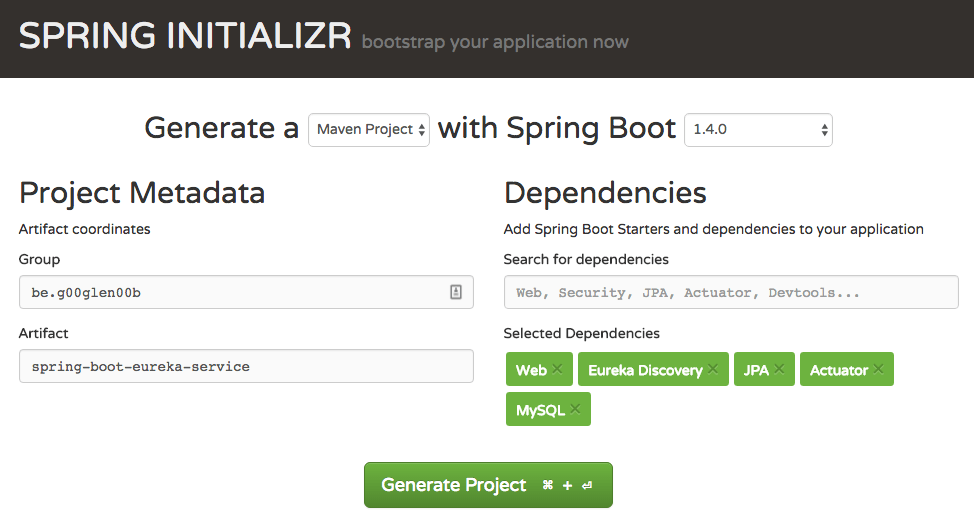 SPRING INITIALIZR bootstrap your application now
Generate a Maven Project with Spring Boot 1.4.0
Project Metadata
Artifact coordinates
Group
be.g00glen00b
Artifact
spring-boot-eureka-service
Dependencies
Add Spring Boot Starters and dependencies to your application
Search for dependencies
Web, Security, JPA, Actuator, Devtools...
Selected Dependencies
Web × Eureka Discovery × JPA × Actuator ×
MySQL ×
Generate Project ⌘ + ⏎